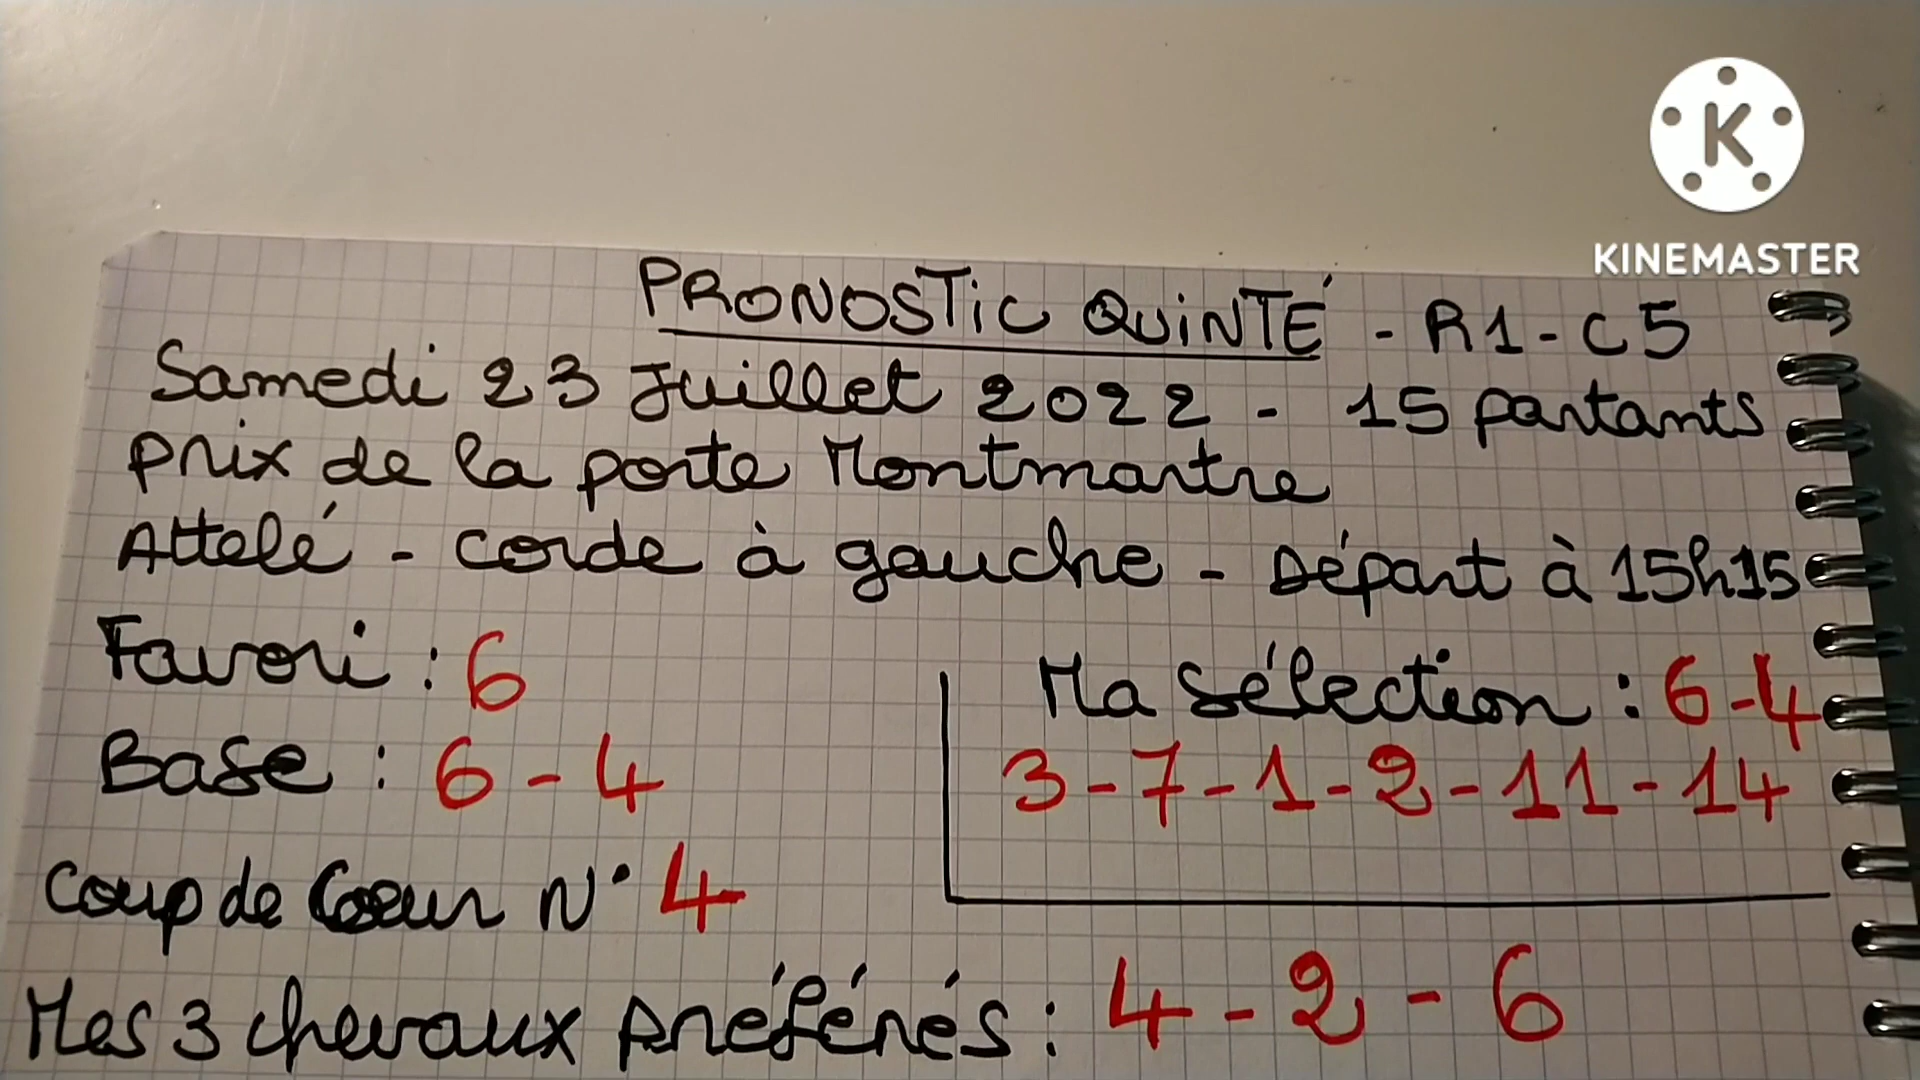 KINEMASTER
PRONOSTIC QUINTÉ - R1 - C5
Samedi 23 Juillet 2022 - 15 partants
Prix de la porte Montmartre
Attelé - corde à gauche - Départ à 15h15
Favori : 6
Base : 6 - 4
Coup de Coeur N° 4
Ma sélection : 6 - 4
3 - 7 - 1 - 2 - 11 - 14
Mes 3 chevaux préférés : 4 - 2 - 6